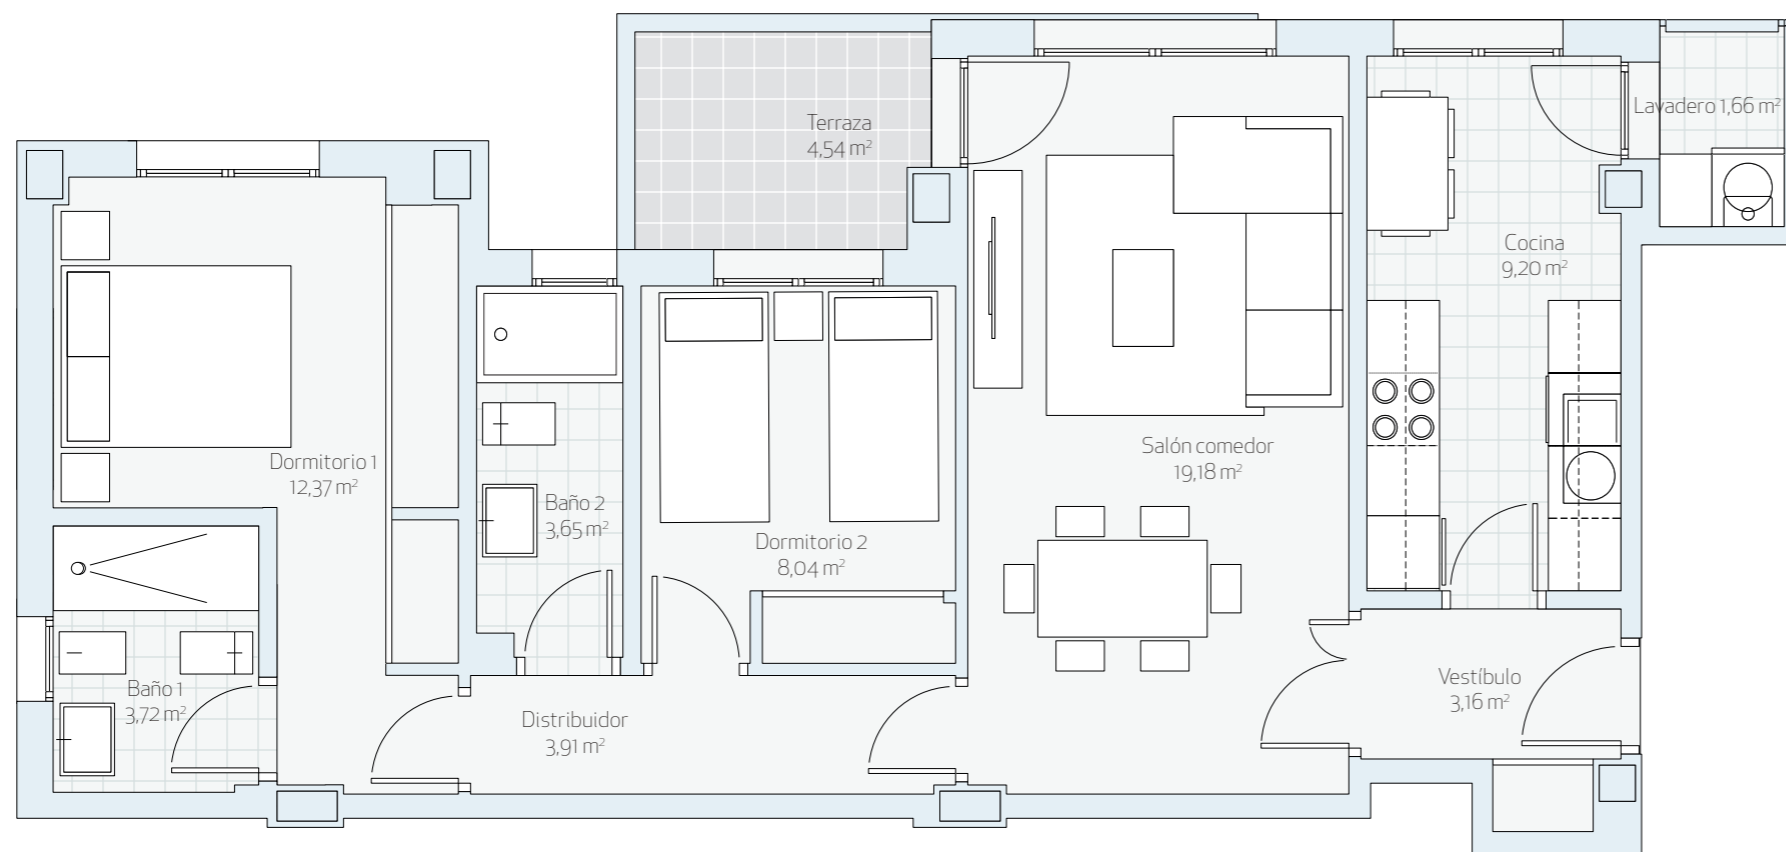 Terraza
4,54 m²
Lavadero 1,66 m²
Cocina
9,20 m²
Dormitorio 1
12,37 m²
Baño 2
3,65 m²
Dormitorio 2
8,04 m²
Salón comedor
19,18 m²
Baño 1
3,72 m²
Distribuidor
3,91 m²
Vestíbulo
3,16 m²